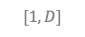 [1, D]